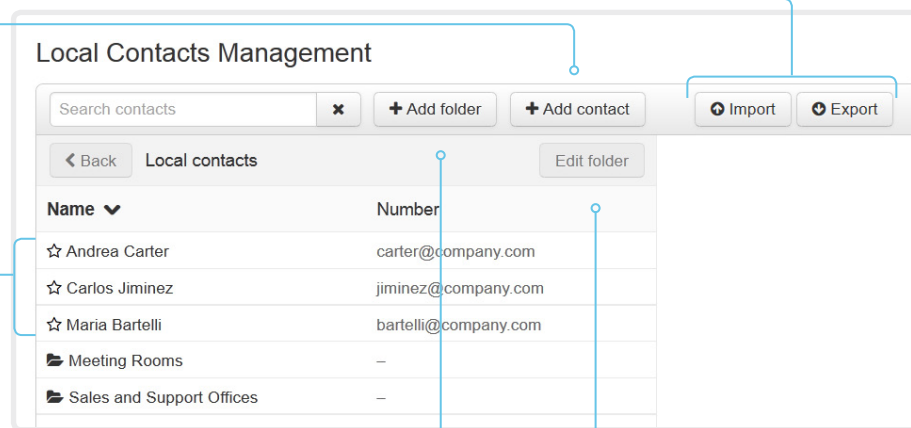 Local Contacts Management
Search contacts ✖ + Add folder + Add contact Import Export
Back Local contacts Edit folder
Name Number
Andrea Carter carter@company.com
Carlos Jiminez jiminez@company.com
Maria Bartelli bartelli@company.com
Meeting Rooms –
Sales and Support Offices –